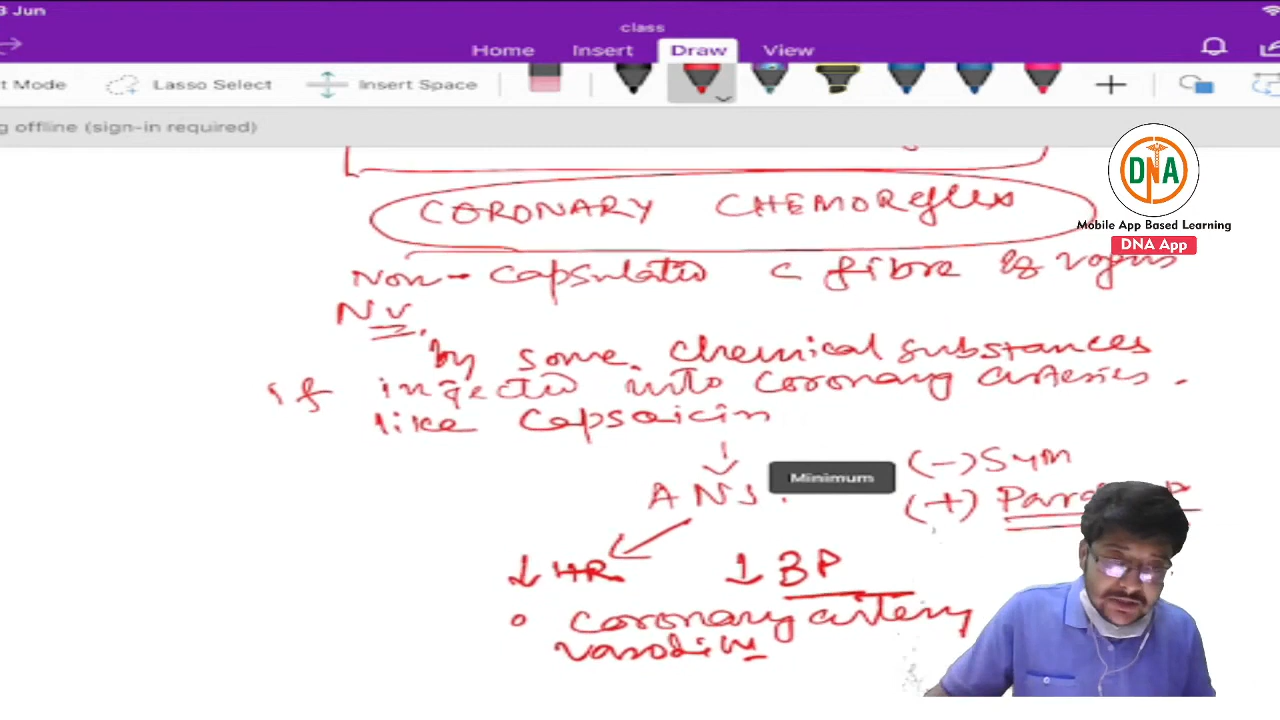 3 Jun
class
Home Insert Draw View
t Mode Lasso Select Insert Space
g offline (sign-in required)
DNA
Mobile App Based Learning
DNA App
CORONARY CHEMOReflex
Non-Capsulated C fibre of vagus
NV.
by some chemical substances
if injected into coronary arteries.
like Capsaicin
↓ (-) Sym
ANS. Minimum (+)
↓ HR ↓ BP
• Coronary artery